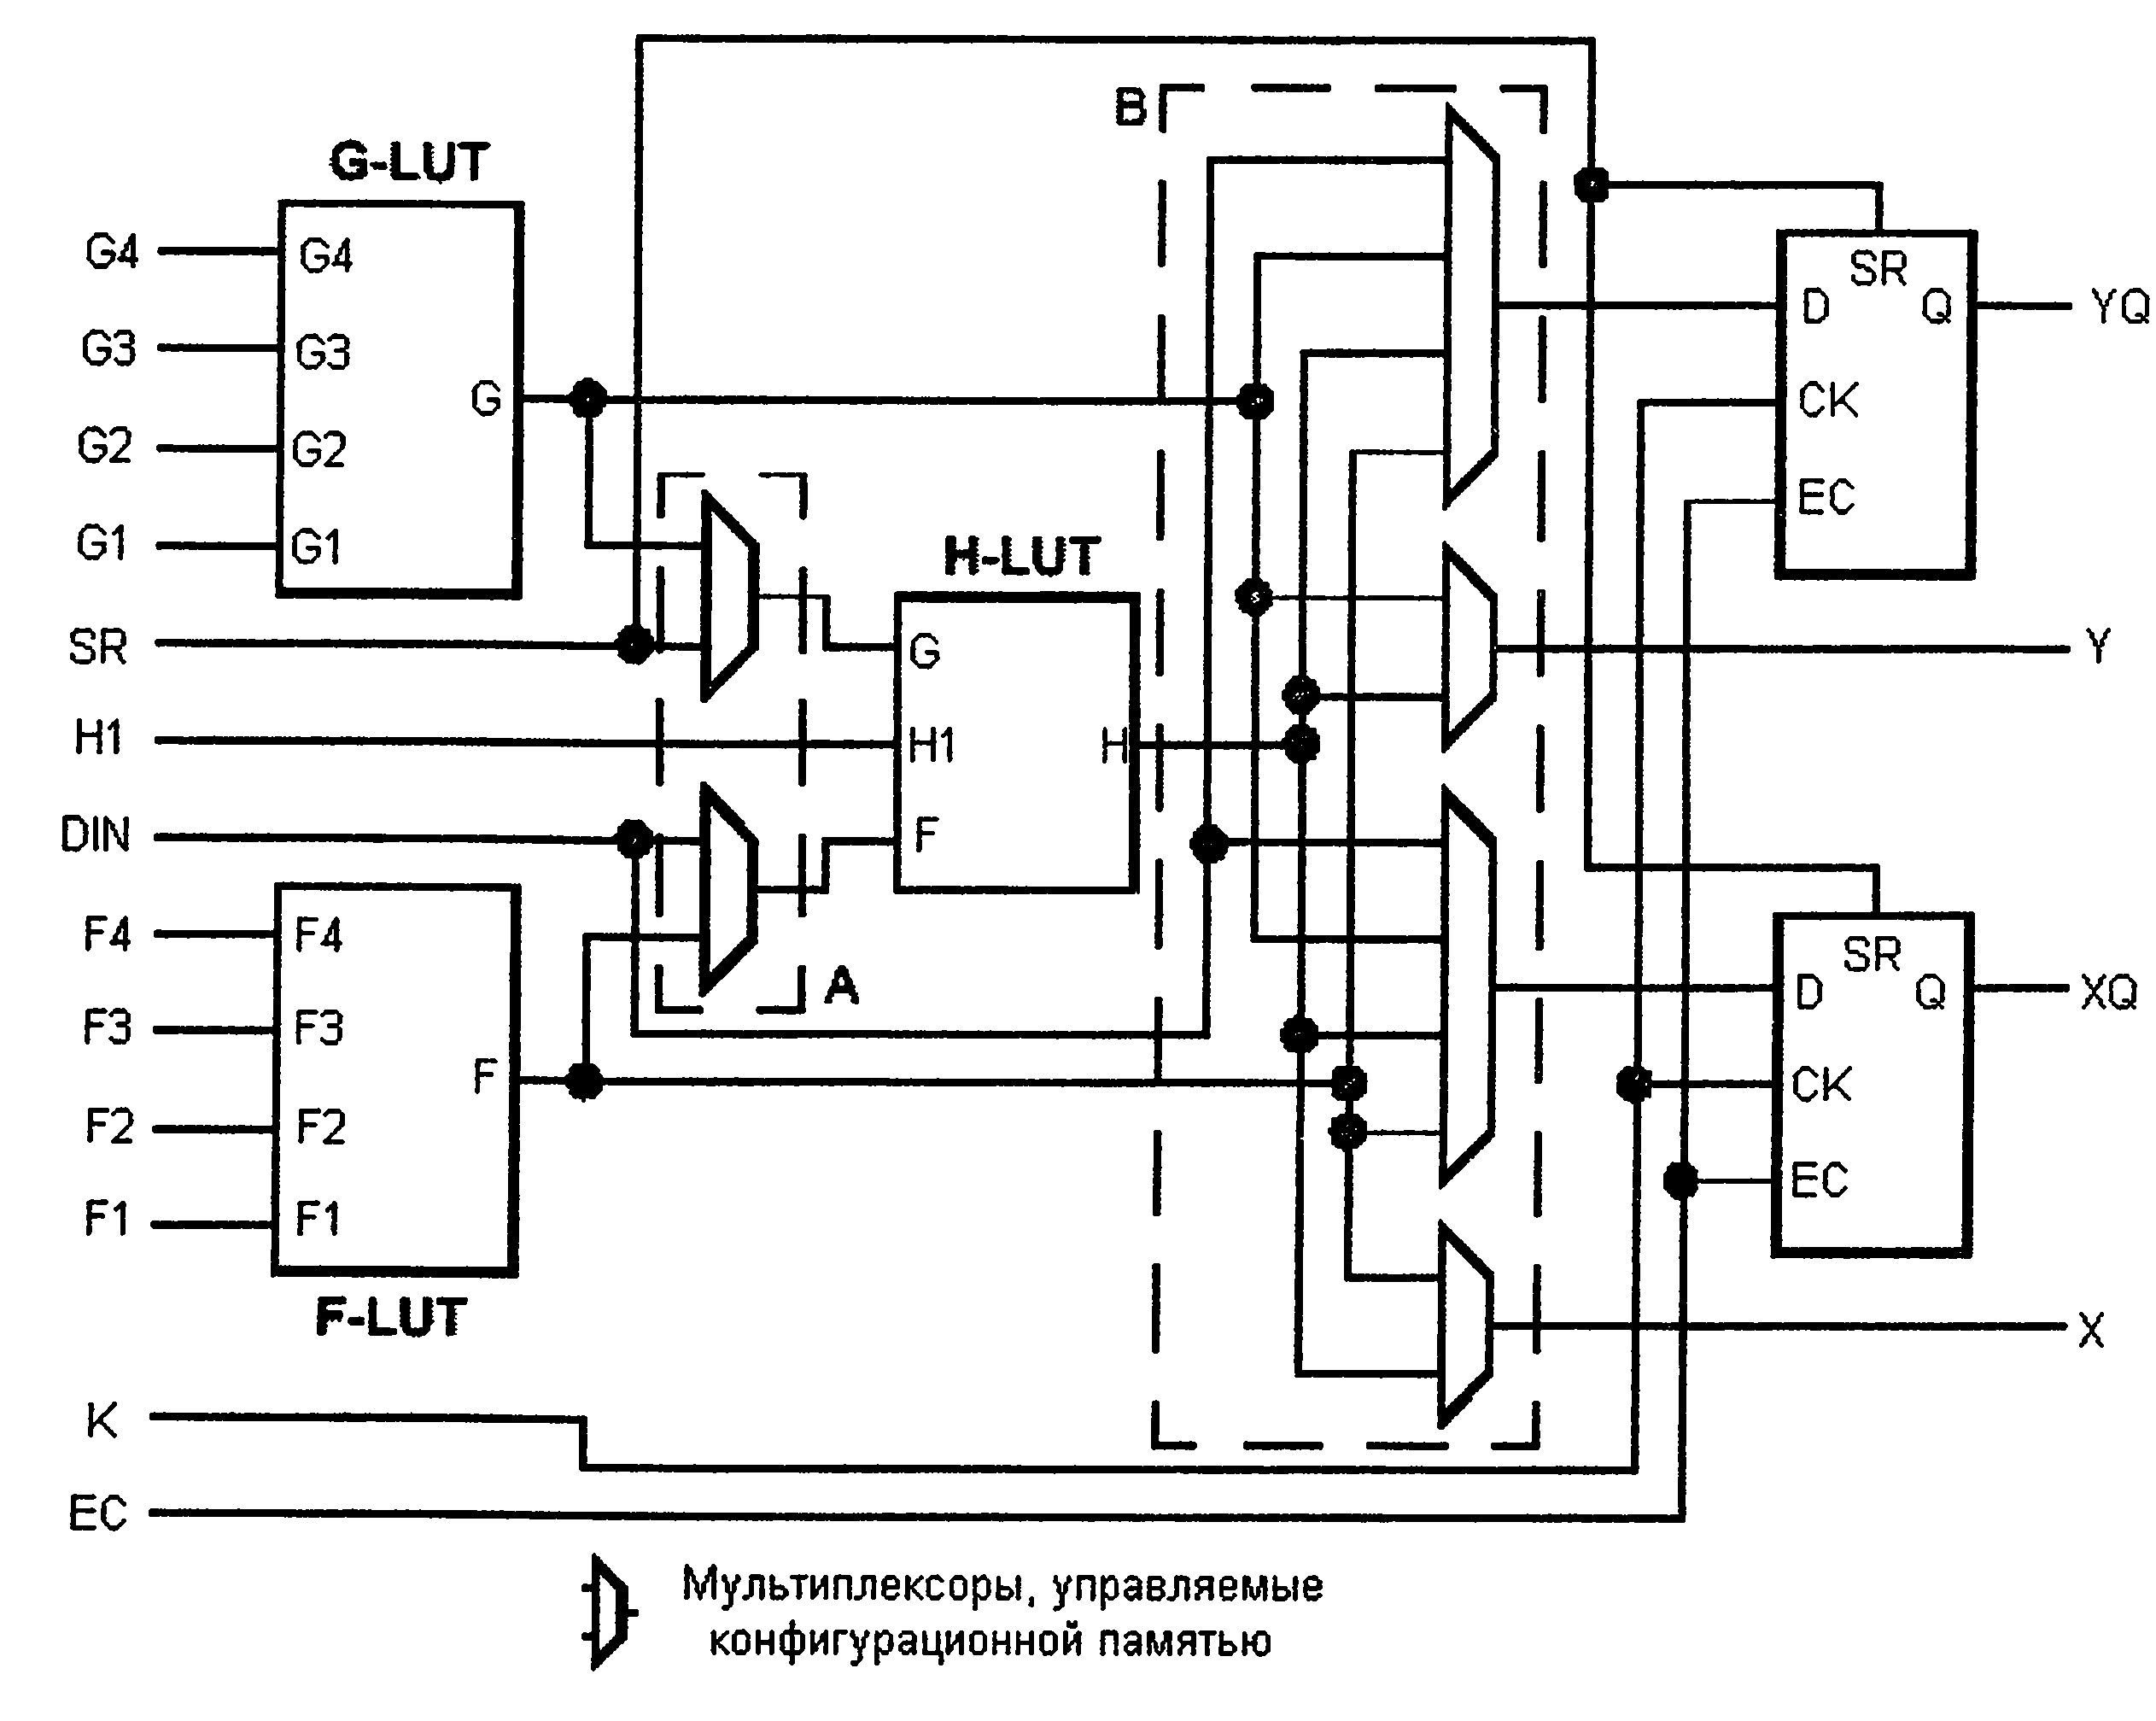 B
G-LUT
G4 G4
G3 G3
G
G2 G2
G1 G1
SR
D Q YQ
CK
EC
H-LUT
SR G Y
H1 H1 H
DIN F
F-LUT
F4 F4
A
F3 F3
F
F2 F2
F1 F1
SR
D Q XQ
CK
EC
X
K
EC
Мультиплексоры, управляемые
конфигурационной памятью